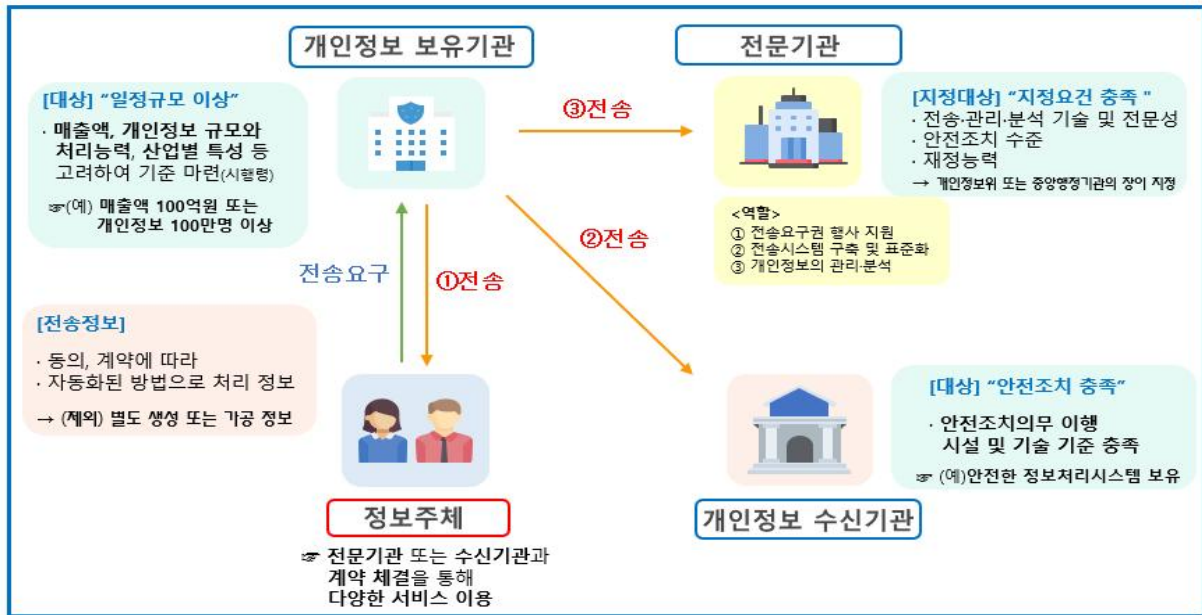 개인정보 보유기관
전문기관
[대상] “일정규모 이상”
· 매출액, 개인정보 규모와
처리능력, 산업별 특성 등
고려하여 기준 마련(시행령)
☞(예) 매출액 100억원 또는
개인정보 100만명 이상
③전송
[지정대상] “지정요건 충족 "
· 전송·관리·분석 기술 및 전문성
· 안전조치 수준
· 재정능력
→ 개인정보위 또는 중앙행정기관의 장이 지정
<역할>
① 전송요구권 행사 지원
② 전송시스템 구축 및 표준화
③ 개인정보의 관리·분석
전송요구
①전송
②전송
[전송정보]
· 동의, 계약에 따라
· 자동화된 방법으로 처리 정보
→ (제외) 별도 생성 또는 가공 정보
[대상] “안전조치 충족”
· 안전조치의무 이행
시설 및 기술 기준 충족
☞ (예)안전한 정보처리시스템 보유
정보주체
개인정보 수신기관
☞ 전문기관 또는 수신기관과
계약 체결을 통해
다양한 서비스 이용